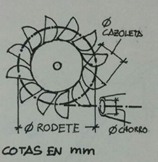 Φ
CAZOLETA
Φ RODETE
Φ CHORRO
COTAS EN mm